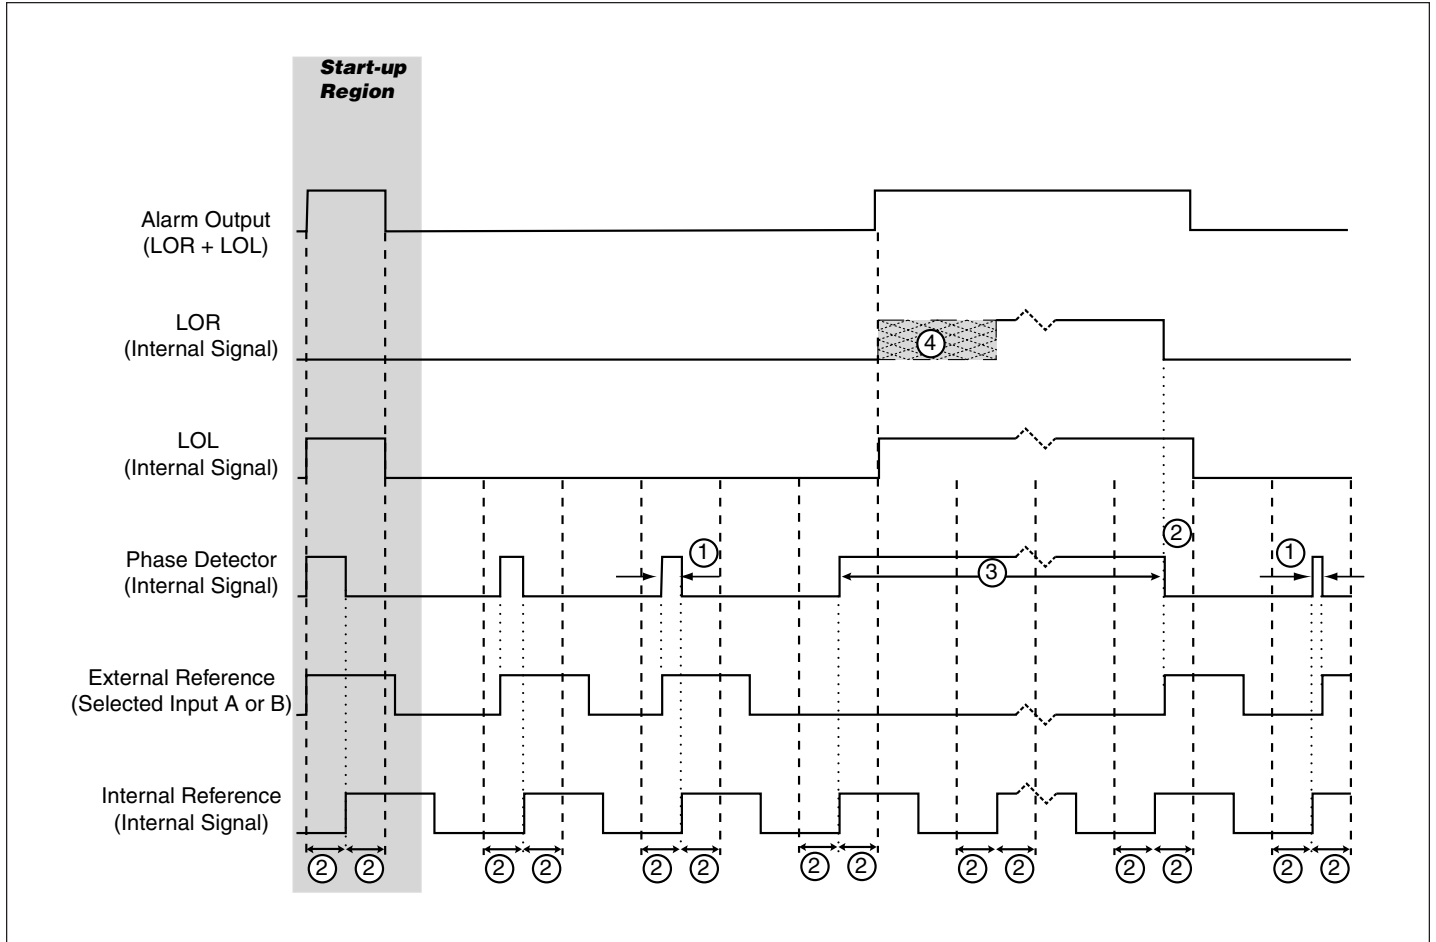 Start-up
Region
Alarm Output
(LOR + LOL)
LOR
(Internal Signal)
4
LOL
(Internal Signal)
Phase Detector
(Internal Signal)
1
3
2
1
External Reference
(Selected Input A or B)
Internal Reference
(Internal Signal)
2 2 2 2 2 2 2 2 2 2 2 2 2 2